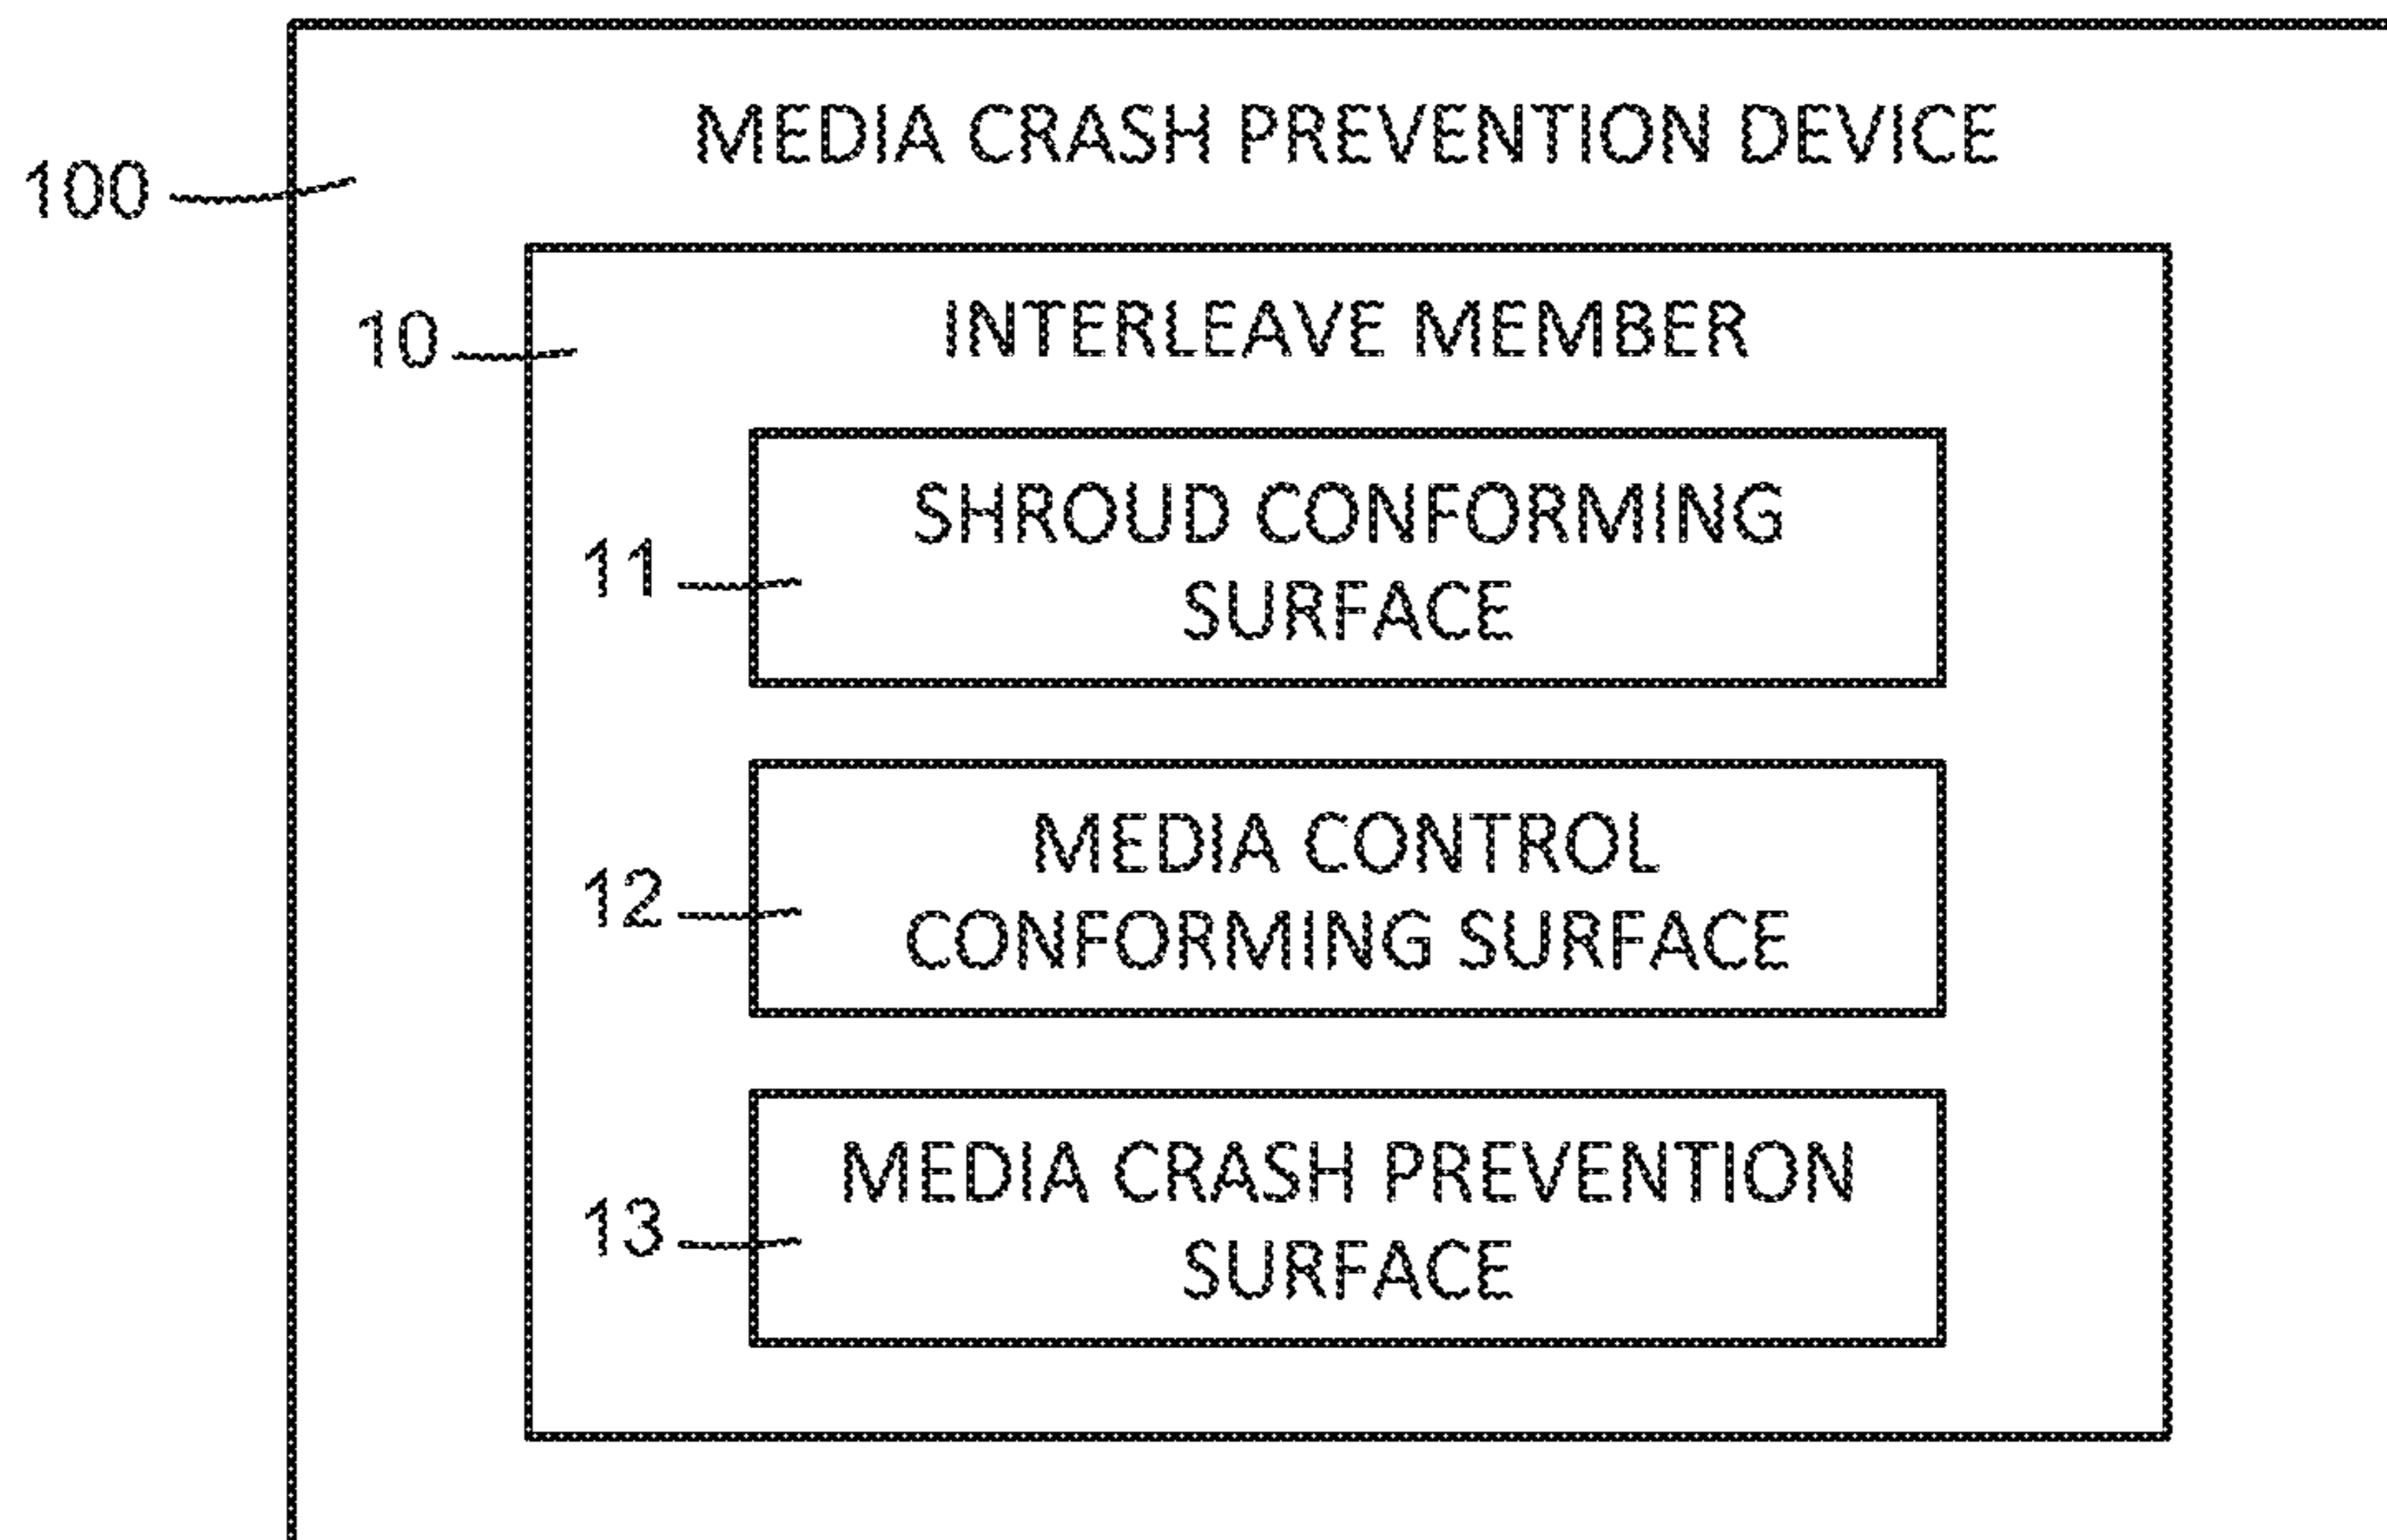 MEDIA CRASH PREVENTION DEVICE
100
INTERLEAVE MEMBER
10
SHROUD CONFORMING
SURFACE
11
MEDIA CONTROL
CONFORMING SURFACE
12
MEDIA CRASH PREVENTION
SURFACE
13